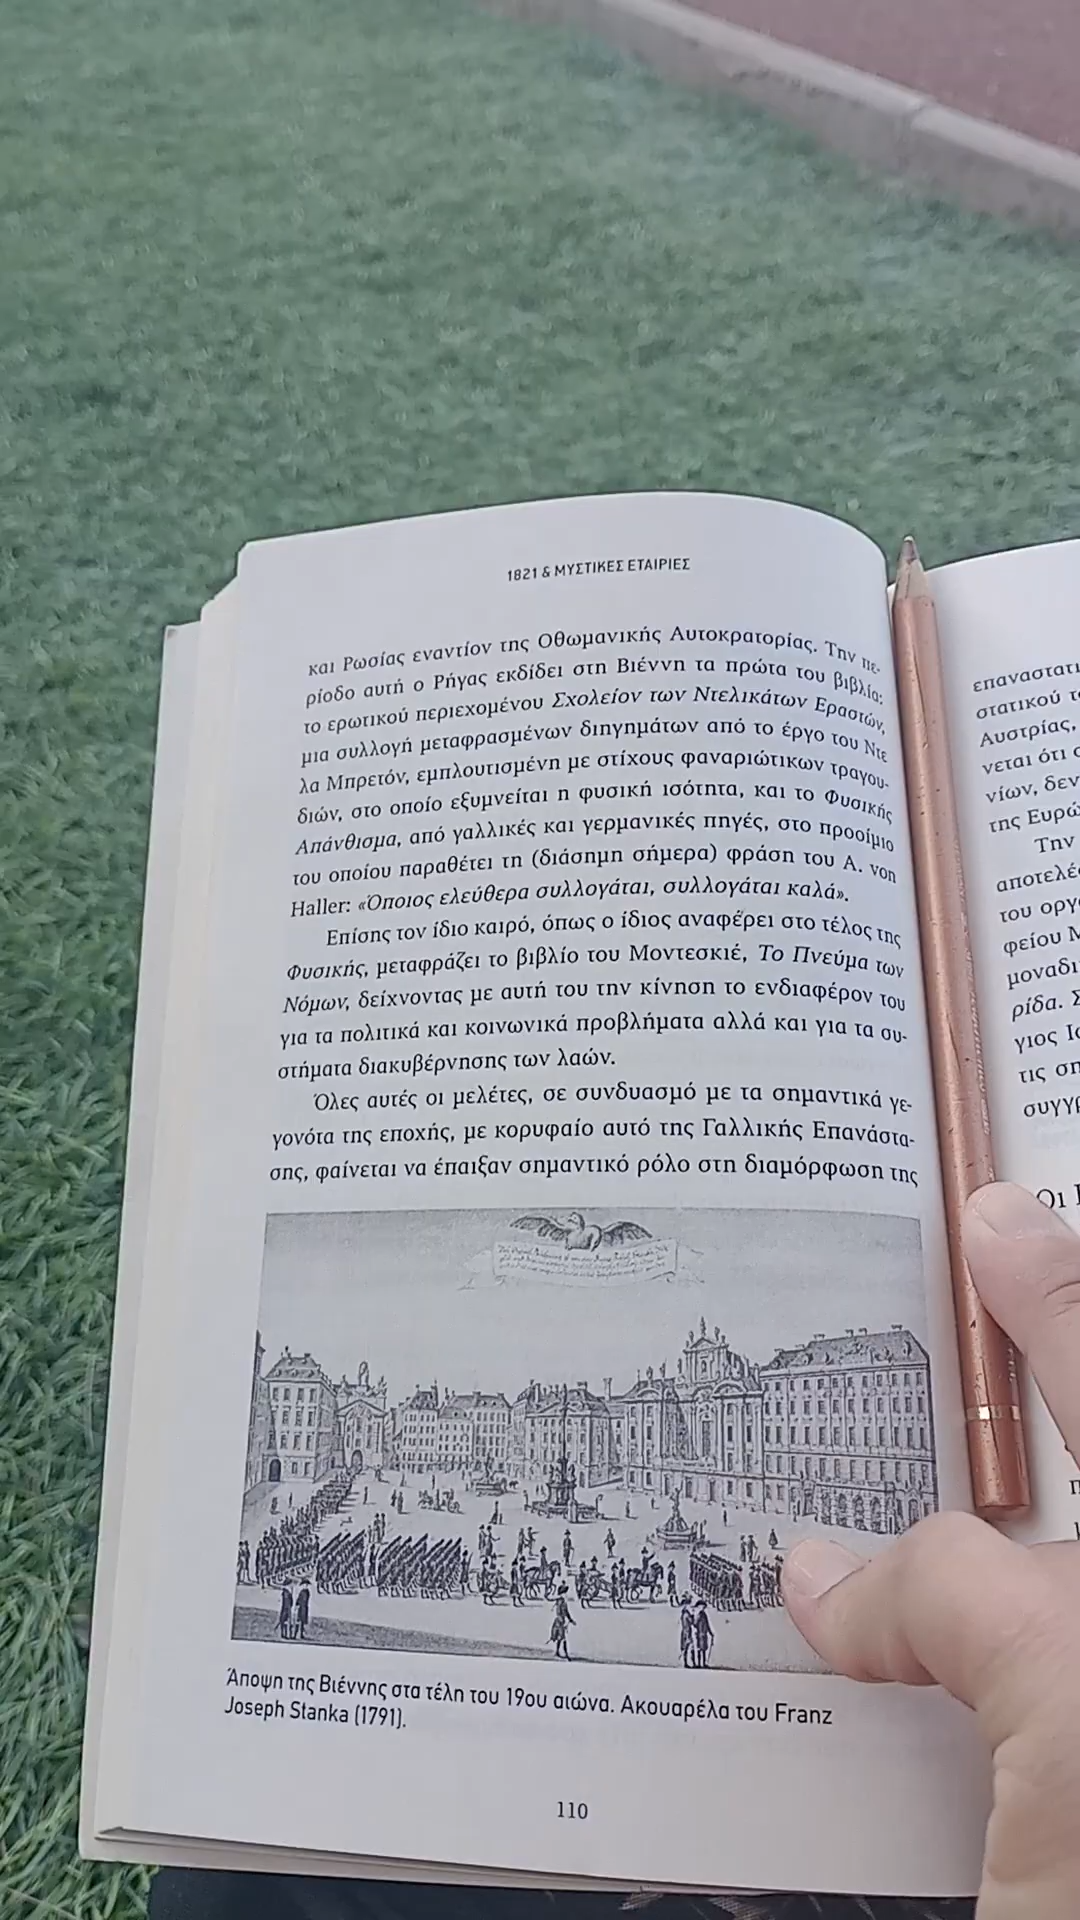 1821 & ΜΥΣΤΙΚΕΣ ΕΤΑΙΡΙΕΣ
και Ρωσίας εναντίον της Οθωμανικής Αυτοκρατορίας. Την πε-
ρίοδο αυτή ο Ρήγας εκδίδει στη Βιέννη τα πρώτα του βιβλία:
το ερωτικού περιεχομένου Σχολείον των Ντελικάτων Εραστών,
μια συλλογή μεταφρασμένων διηγημάτων από το έργο του Ντε
λα Μπρετόν, εμπλουτισμένη με στίχους φαναριώτικων τραγου-
διών, στο οποίο εξυμνείται η φυσική ισότητα, και το Φυσικής
Απάνθισμα, από γαλλικές και γερμανικές πηγές, στο προοίμιο
του οποίου παραθέτει τη (διάσημη σήμερα) φράση του Α. von
Haller: «Όποιος ελεύθερα συλλογάται, συλλογάται καλά».
Επίσης τον ίδιο καιρό, όπως ο ίδιος αναφέρει στο τέλος της
Φυσικής, μεταφράζει το βιβλίο του Μοντεσκιέ, Το Πνεύμα των
Νόμων, δείχνοντας με αυτή του την κίνηση το ενδιαφέρον του
για τα πολιτικά και κοινωνικά προβλήματα αλλά και για τα συ-
στήματα διακυβέρνησης των λαών.
Όλες αυτές οι μελέτες, σε συνδυασμό με τα σημαντικά γε-
γονότα της εποχής, με κορυφαίο αυτό της Γαλλικής Επανάστα-
σης, φαίνεται να έπαιξαν σημαντικό ρόλο στη διαμόρφωση της
Άποψη της Βιέννης στα τέλη του 19ου αιώνα. Ακουαρέλα του Franz
Joseph Stanka (1791).
110
επαναστατι
στατικού τ
Αυστρίας,
νεται ότι
νίων, δεν
της Ευρώ
Την
αποτελέ
του οργ
φείου Μ
μοναδι
ρίδα. Σ
γιος Ι
τις ση
συγγρ
Οι